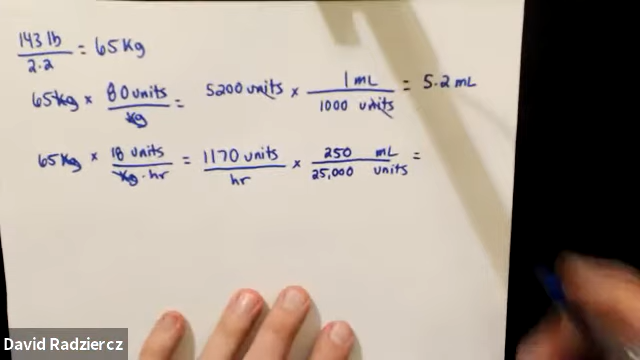 143 lb / 2.2 = 65 Kg
65 Kg × 80 units / Kg = 5200 units × 1 mL / 1000 units = 5.2 mL
65 Kg × 18 units / Kg · hr = 1170 units / hr × 250 mL / 25,000 units =
David Radziercz